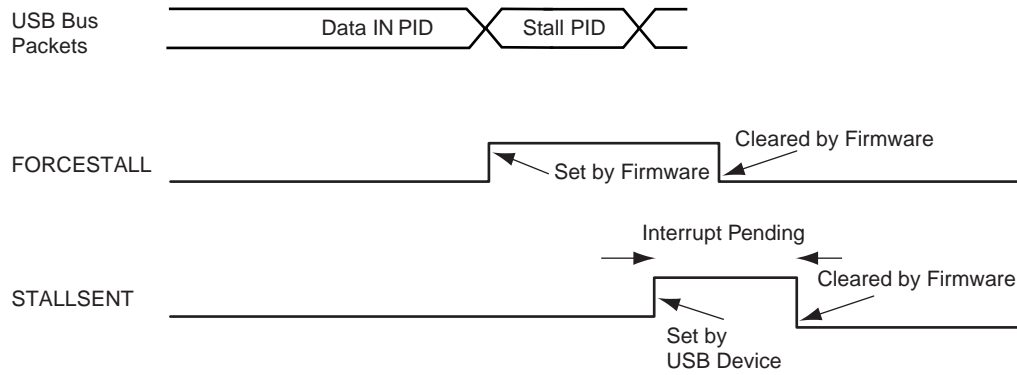 USB Bus
Packets
Data IN PID
Stall PID
FORCESTALL
Set by Firmware
Cleared by Firmware
Interrupt Pending
STALLSENT
Set by
USB Device
Cleared by Firmware